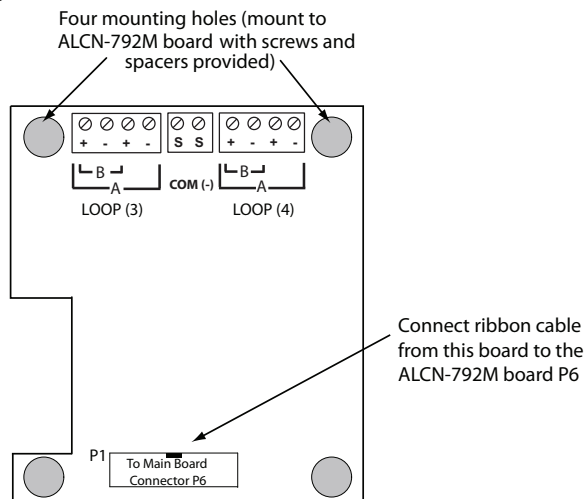 Four mounting holes (mount to
ALCN-792M board with screws and
spacers provided)
+ - + -
S S
+ - + -
B
A
COM (-)
B
A
LOOP (3)
LOOP (4)
Connect ribbon cable
from this board to the
ALCN-792M board P6
P1
To Main Board
Connector P6